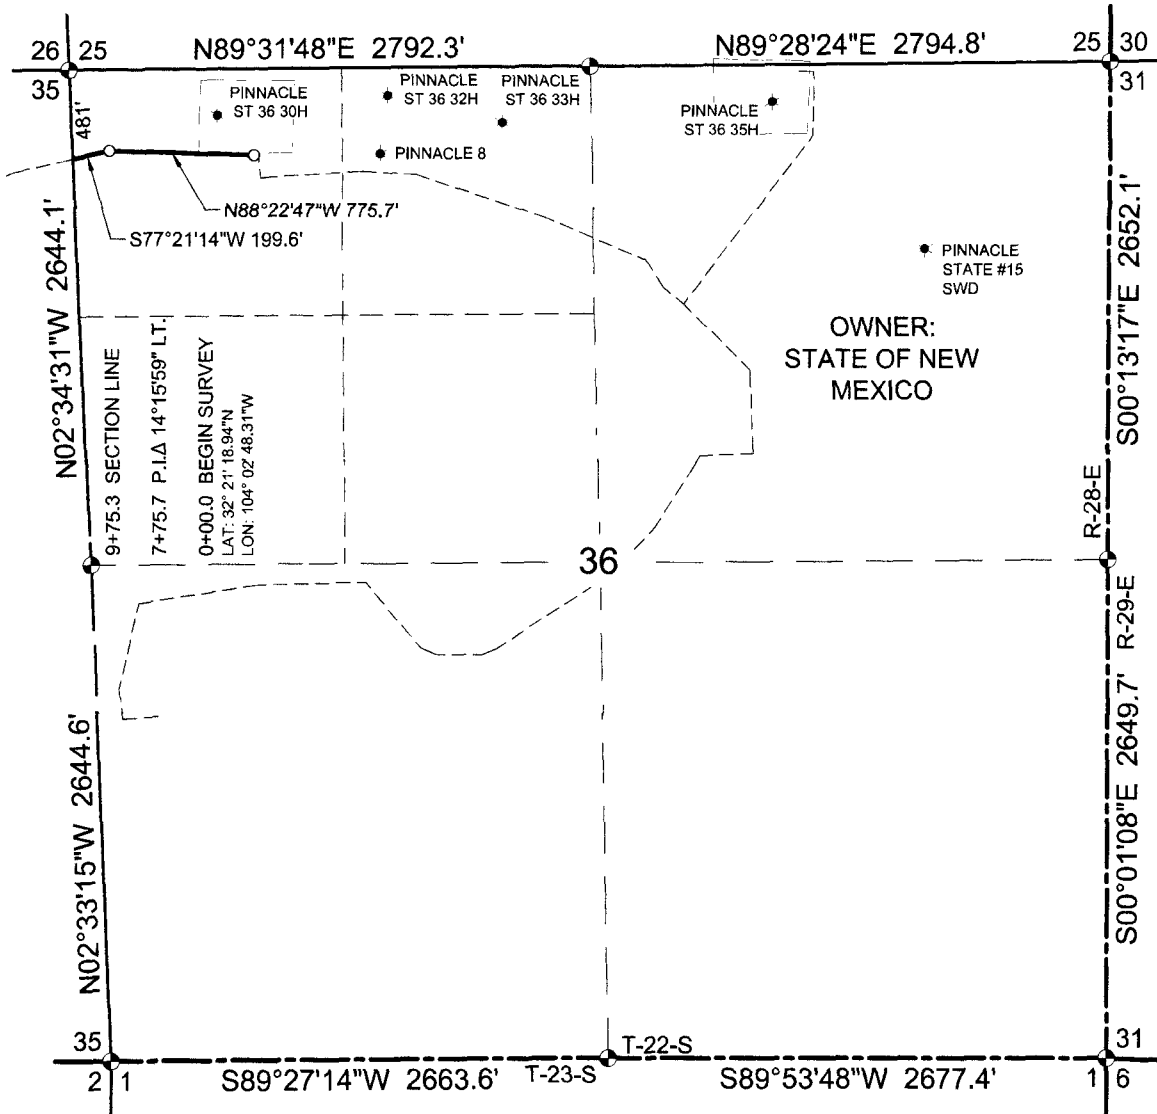 26 25
N89°31'48"E 2792.3'
N89°28'24"E 2794.8'
25 30
35
31
481'
PINNACLE
ST 36 30H
PINNACLE
ST 36 32H
PINNACLE
ST 36 33H
PINNACLE
ST 36 35H
PINNACLE 8
N88°22'47"W 775.7'
S77°21'14"W 199.6'
PINNACLE
STATE #15
SWD
OWNER:
STATE OF NEW
MEXICO
N02°34'31"W 2644.1'
S00°13'17"E 2652.1'
9+75.3 SECTION LINE
7+75.7 P.I.Δ 14°15'59" LT.
0+00.0 BEGIN SURVEY
LAT: 32° 21' 18.94"N
LON: 104° 02' 48.31"W
R-28-E
36
R-29-E
N02°33'15"W 2644.6'
S00°01'08"E 2649.7'
35
T-22-S
31
2 1
S89°27'14"W 2663.6'
T-23-S
S89°53'48"W 2677.4'
1 6